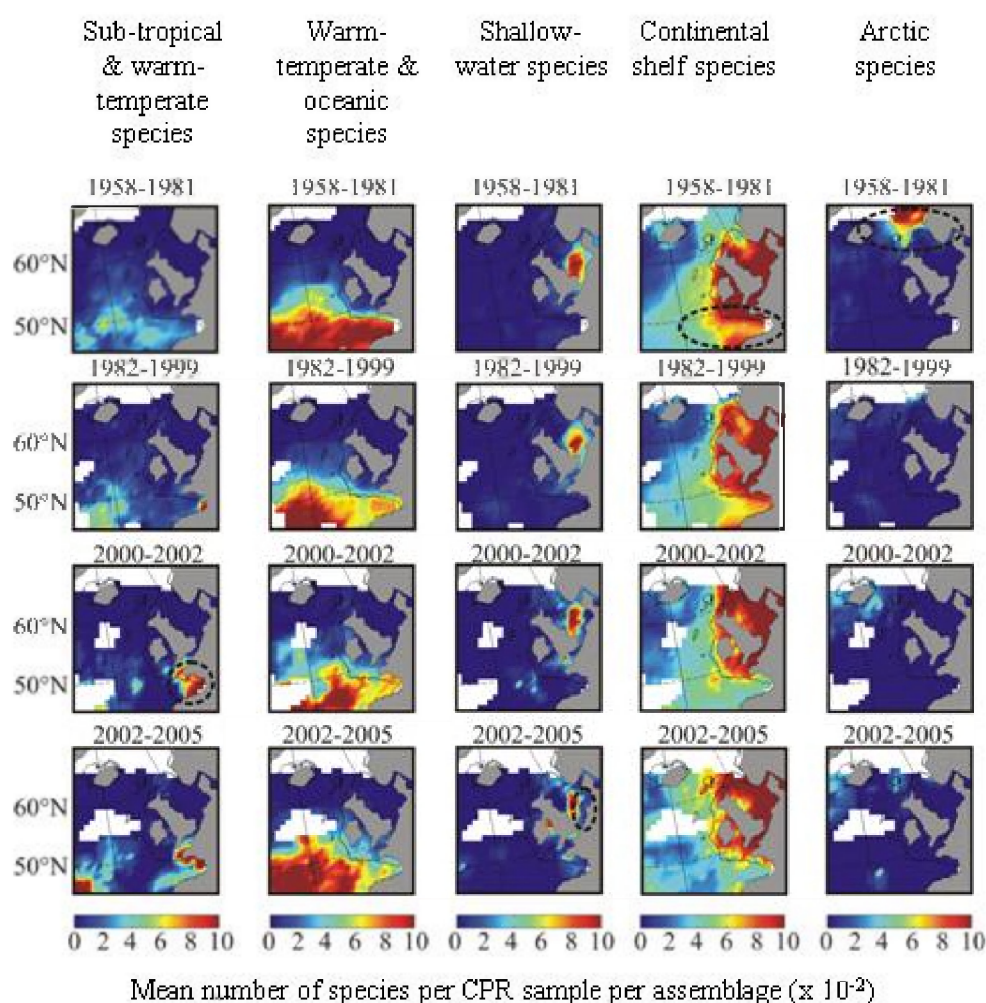 Sub-tropical
& warm-
temperate
species
Warm-
temperate &
oceanic
species
Shallow-
water species
Continental
shelf species
Arctic
species
1958-1981 1958-1981 1958-1981 1958-1981 1958-1981
60°N
50°N
1982-1999 1982-1999 1982-1999 1982-1999 1982-1999
60°N
50°N
2000-2002 2000-2002 2000-2002 2000-2002 2000-2002
60°N
50°N
2002-2005 2002-2005 2002-2005 2002-2005 2002-2005
60°N
50°N
0 2 4 6 8 10 0 2 4 6 8 10 0 2 4 6 8 10 0 2 4 6 8 10 0 2 4 6 8 10
Mean number of species per CPR sample per assemblage (x 10⁻²)